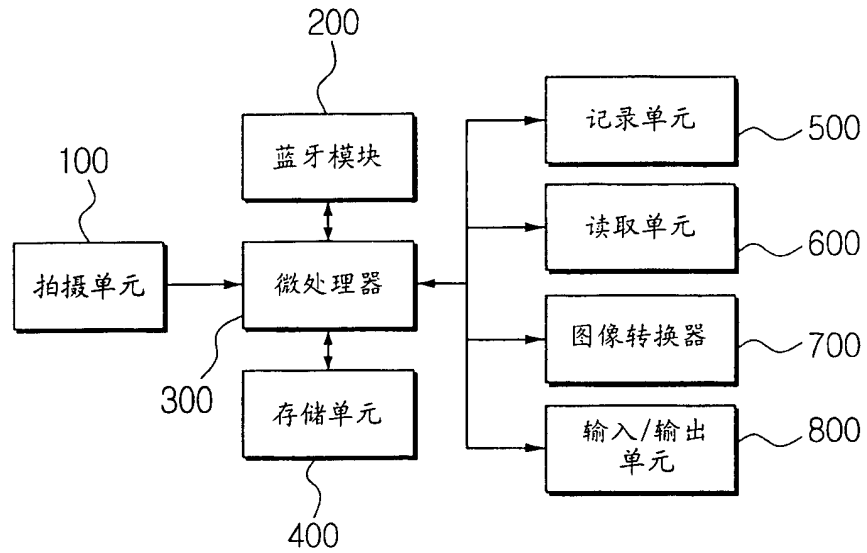 200
蓝牙模块
100
拍摄单元
微处理器
300
存储单元
400
记录单元
500
读取单元
600
图像转换器
700
输入/输出
单元
800